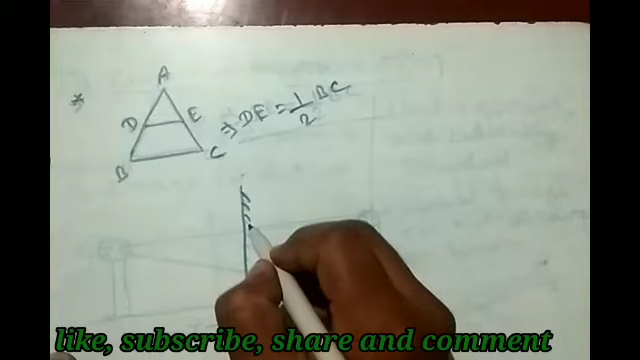 *
A
D E
B C
⇒ DE = 1/2 BC
like, subscribe, share and comment